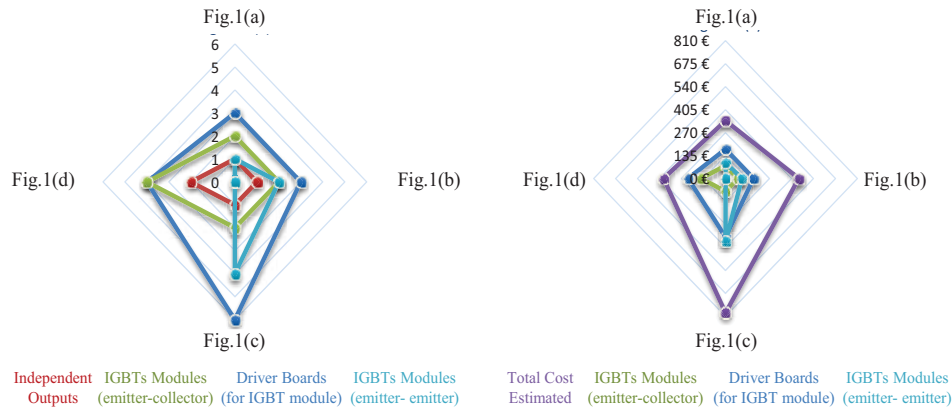 Fig.1(a)
6
5
4
3
2
1
0
Fig.1(d)
Fig.1(b)
Fig.1(c)
Independent Outputs
IGBTs Modules (emitter-collector)
Driver Boards (for IGBT module)
IGBTs Modules (emitter- emitter)
Fig.1(a)
810 €
675 €
540 €
405 €
270 €
135 €
0 €
Fig.1(d)
Fig.1(b)
Fig.1(c)
Total Cost Estimated
IGBTs Modules (emitter-collector)
Driver Boards (for IGBT module)
IGBTs Modules (emitter- emitter)